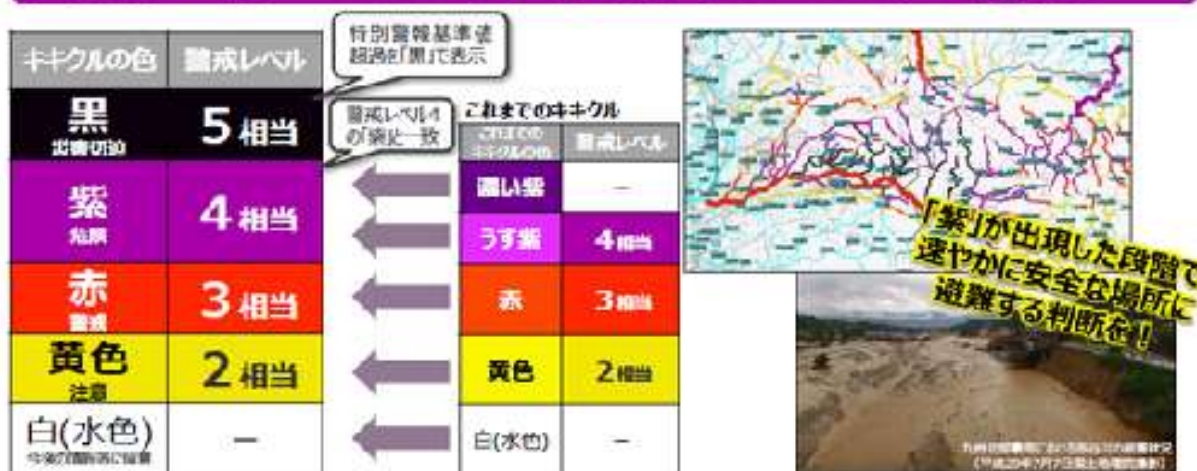 キキクルの色 警戒レベル
特別警報基準値
超過を「黒」で表示
黒
災害切迫
5相当
警戒レベル4
紫
危険
4相当
赤
警戒
3相当
黄色
注意
2相当
白(水色)
－
これまでのキキクル
これまでの
キキクルの色
警戒レベル
濃い紫 －
うす紫 4相当
赤 3相当
黄色 2相当
白(水色) －
「紫」が出現した段階で
速やかに安全な場所に
避難する判断を！